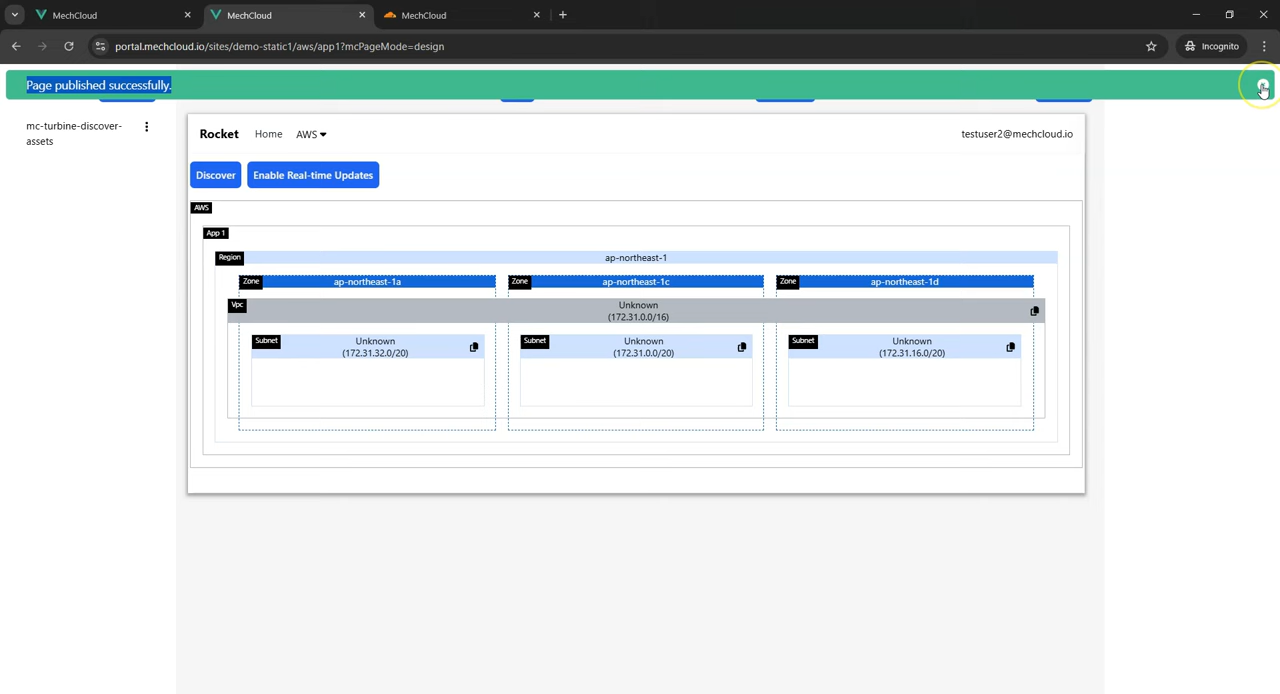 MechCloud
MechCloud
MechCloud
portal.mechcloud.io/sites/demo-static1/aws/app1?mcPageMode=design
Incognito
Page published successfully.
mc-turbine-discover-
assets
Rocket
Home
AWS
testuser2@mechcloud.io
Discover
Enable Real-time Updates
AWS
App 1
Region
ap-northeast-1
Zone
ap-northeast-1a
Zone
ap-northeast-1c
Zone
ap-northeast-1d
Vpc
Unknown
(172.31.0.0/16)
Subnet
Unknown
(172.31.32.0/20)
Subnet
Unknown
(172.31.0.0/20)
Subnet
Unknown
(172.31.16.0/20)